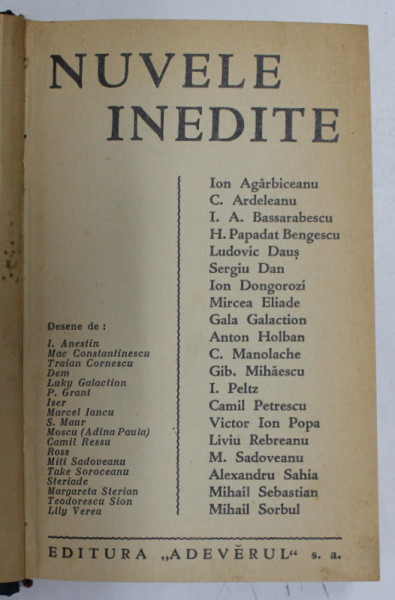 NUVELE
INEDITE
Desene de :
I. Anestin
Mac Constantinescu
Traian Cornescu
Dem
Luky Galaction
P. Grant
Iser
Marcel Iancu
S. Maur
Moscu (Adina Paula)
Camil Ressu
Ross
Miti Sadoveanu
Take Soroceanu
Steriade
Margareta Sterian
Teodorescu Sion
Lily Verea
Ion Agârbiceanu
C. Ardeleanu
I. A. Bassarabescu
H. Papadat Bengescu
Ludovic Dauș
Sergiu Dan
Ion Dongorozi
Mircea Eliade
Gala Galaction
Anton Holban
C. Manolache
Gib. Mihăescu
I. Peltz
Camil Petrescu
Victor Ion Popa
Liviu Rebreanu
M. Sadoveanu
Alexandru Sahia
Mihail Sebastian
Mihail Sorbul
EDITURA „ADEVĔRUL“ s. a.